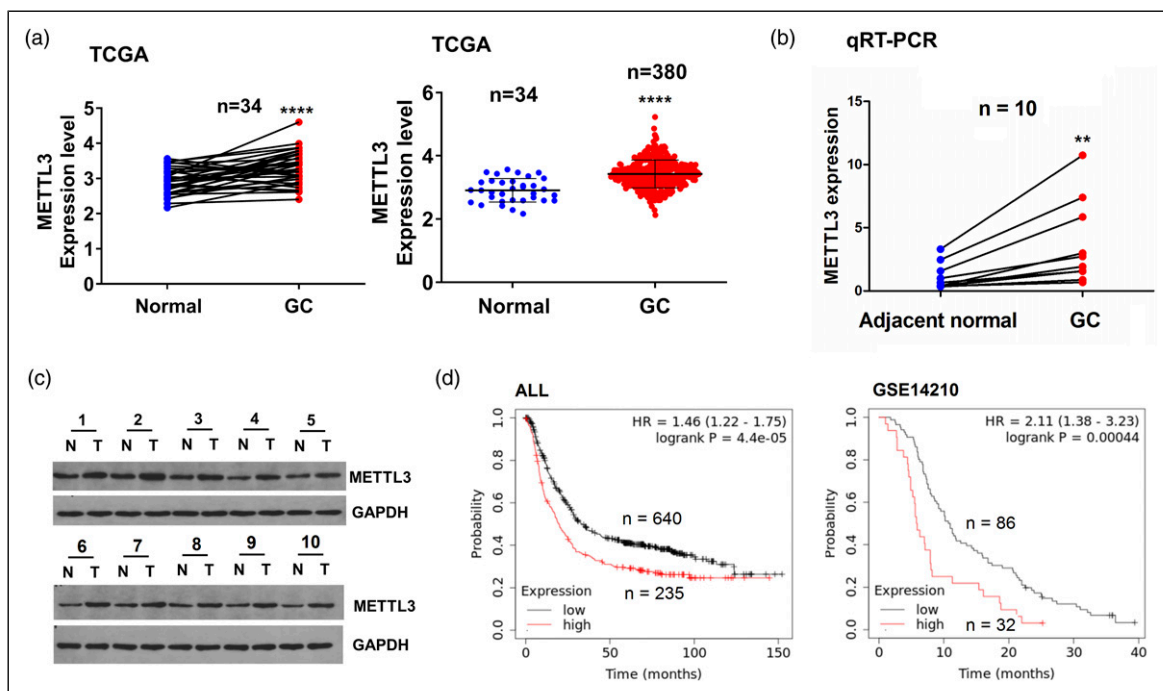 (a)
TCGA
n=34
****
METTL3
Expression level
5
4
3
2
1
0
Normal
GC
TCGA
n=380
n=34
****
METTL3
Expression level
6
4
2
0
Normal
GC
(b)
qRT-PCR
n = 10
**
METTL3 expression
15
10
5
0
Adjacent normal
GC
(c)
1 2 3 4 5
N T N T N T N T N T
METTL3
GAPDH
6 7 8 9 10
N T N T N T N T N T
METTL3
GAPDH
(d)
ALL
HR = 1.46 (1.22 - 1.75)
logrank P = 4.4e-05
Probability
1.0
0.8
0.6
0.4
0.2
0.0
n = 640
n = 235
Expression
low
high
0 50 100 150
Time (months)
GSE14210
HR = 2.11 (1.38 - 3.23)
logrank P = 0.00044
Probability
1.0
0.8
0.6
0.4
0.2
0.0
n = 86
n = 32
Expression
low
high
0 10 20 30 40
Time (months)